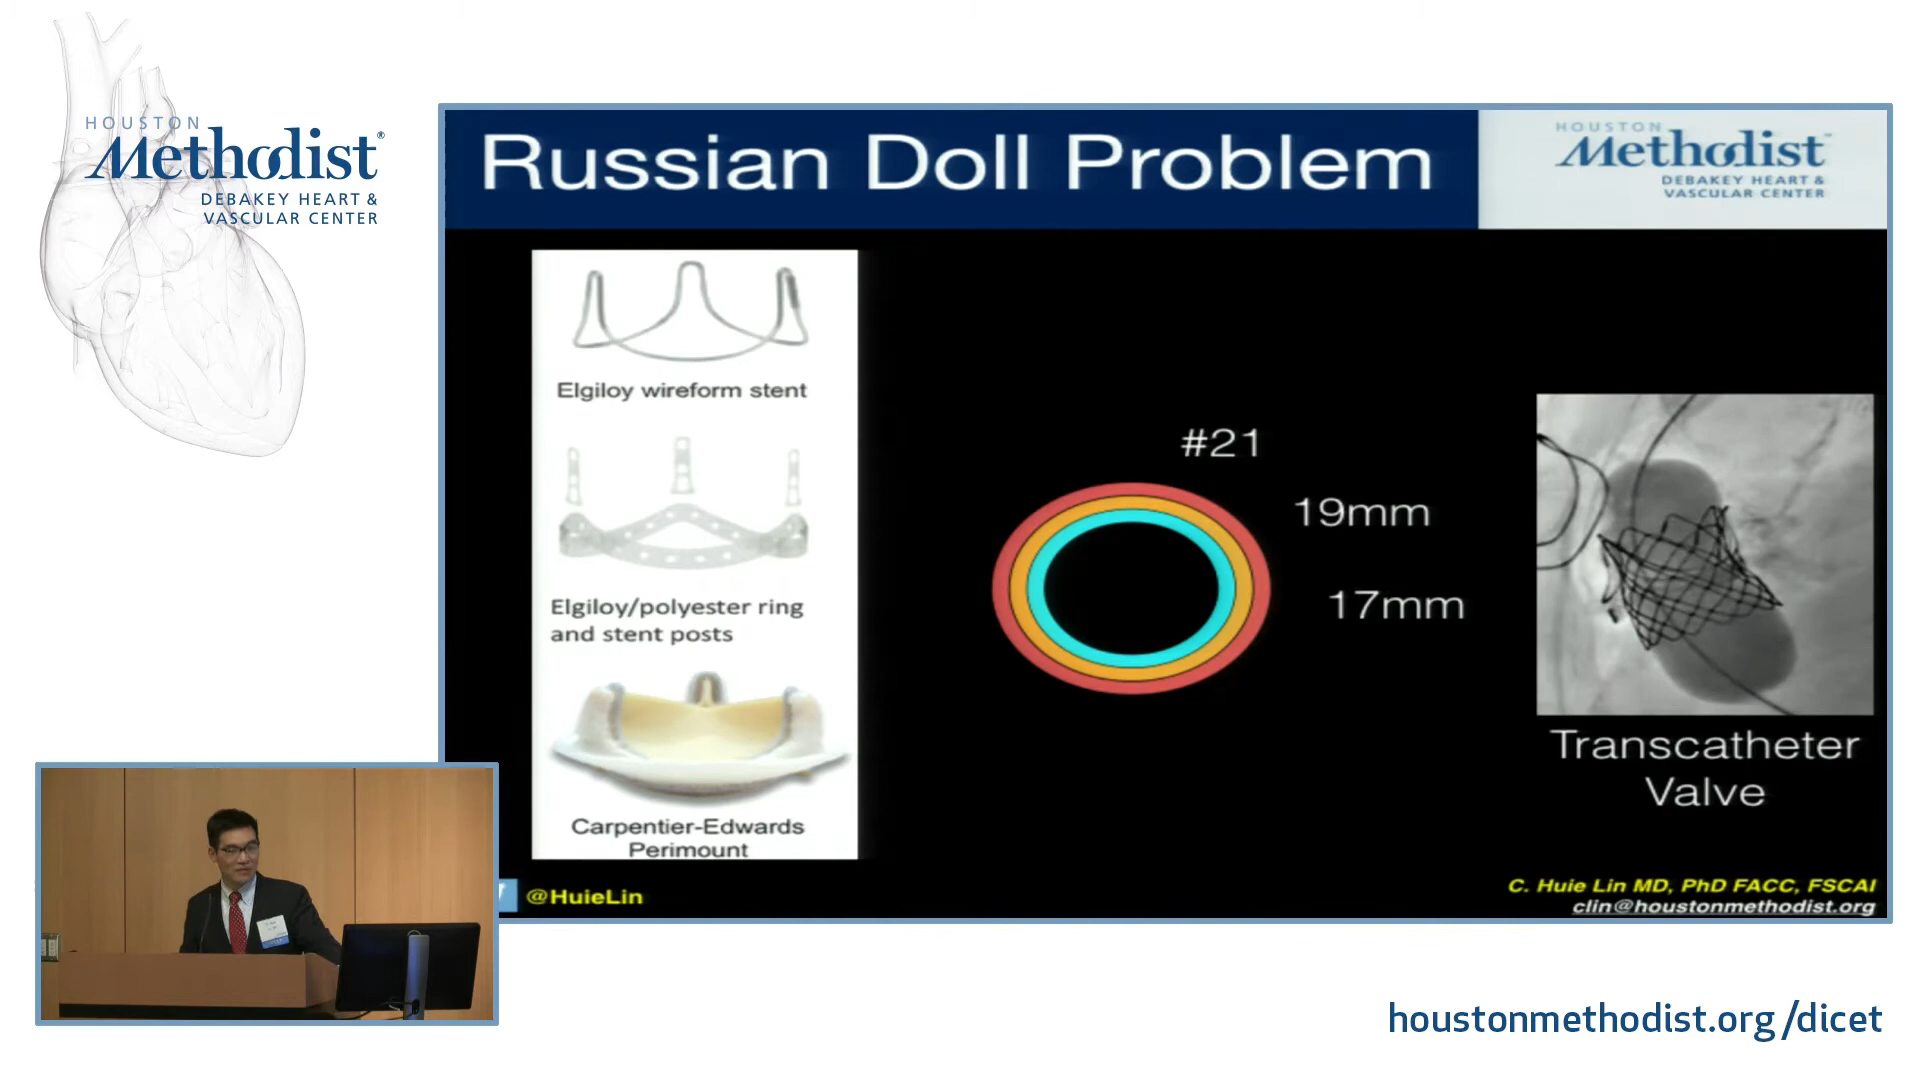 HOUSTON
Methodist®
DEBAKEY HEART &
VASCULAR CENTER
Russian Doll Problem
HOUSTON
Methodist™
DEBAKEY HEART &
VASCULAR CENTER
Elgiloy wireform stent
Elgiloy/polyester ring
and stent posts
Carpentier-Edwards
Perimount
#21
19mm
17mm
Transcatheter
Valve
@HuieLin
C. Huie Lin MD, PhD FACC, FSCAI
clin@houstonmethodist.org
houstonmethodist.org/dicet